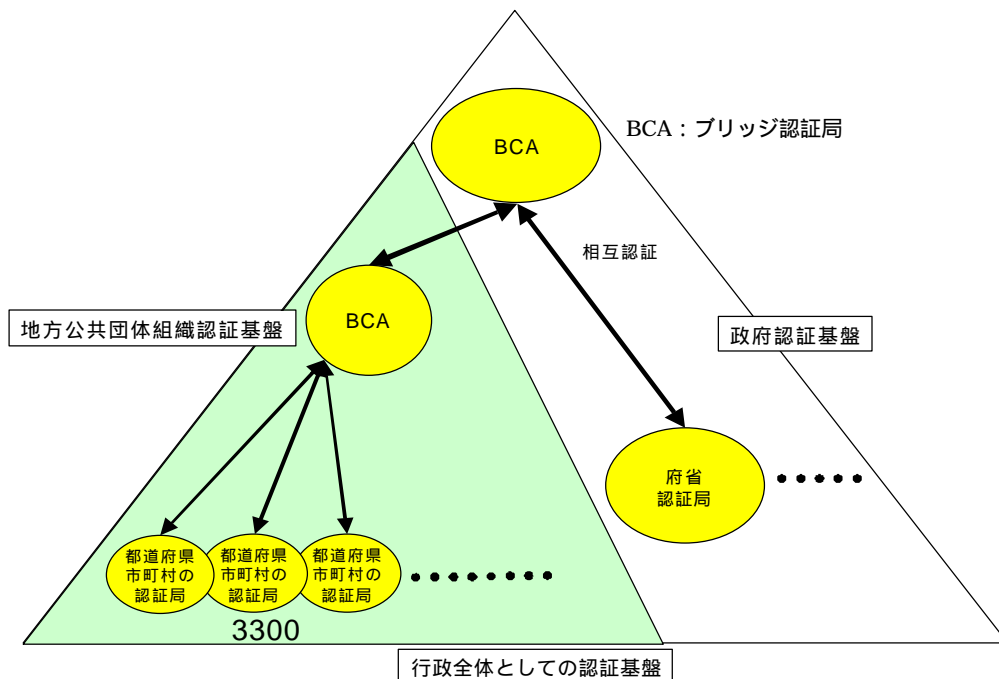 BCA
BCA：ブリッジ認証局
相互認証
BCA
地方公共団体組織認証基盤
政府認証基盤
府省
認証局
都道府県
市町村の
認証局
都道府県
市町村の
認証局
都道府県
市町村の
認証局
3300
行政全体としての認証基盤